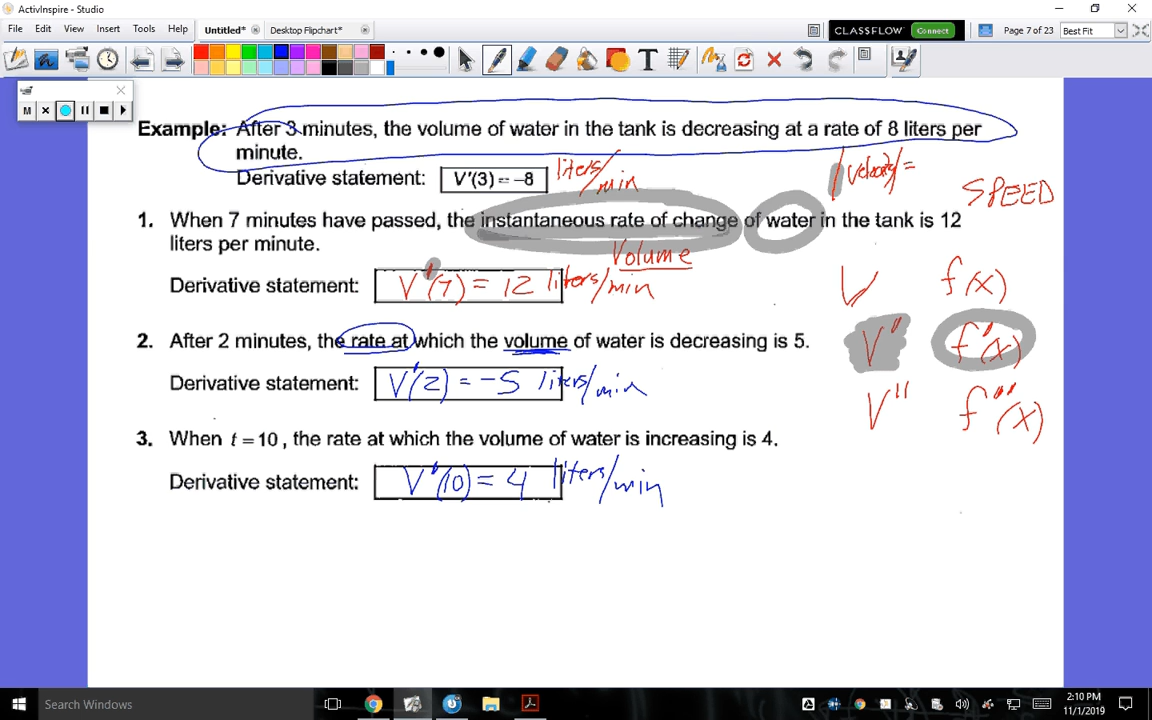 ActivInspire - Studio
File Edit View Insert Tools Help Untitled* Desktop Flipchart* CLASSFLOW Connect Page 7 of 23 Best Fit
M
Example: After 3 minutes, the volume of water in the tank is decreasing at a rate of 8 liters per
minute.
Derivative statement: V'(3) = −8 liters/min
|velocity| =
SPEED
1. When 7 minutes have passed, the instantaneous rate of change of water in the tank is 12
liters per minute.
Volume
Derivative statement: V'(7) = 12 liters/min
V f(x)
2. After 2 minutes, the rate at which the volume of water is decreasing is 5.
V' f'(x)
Derivative statement: V'(2) = -5 liters/min
V'' f''(x)
3. When t = 10, the rate at which the volume of water is increasing is 4.
Derivative statement: V'(10) = 4 liters/min
Search Windows
2:10 PM
11/1/2019